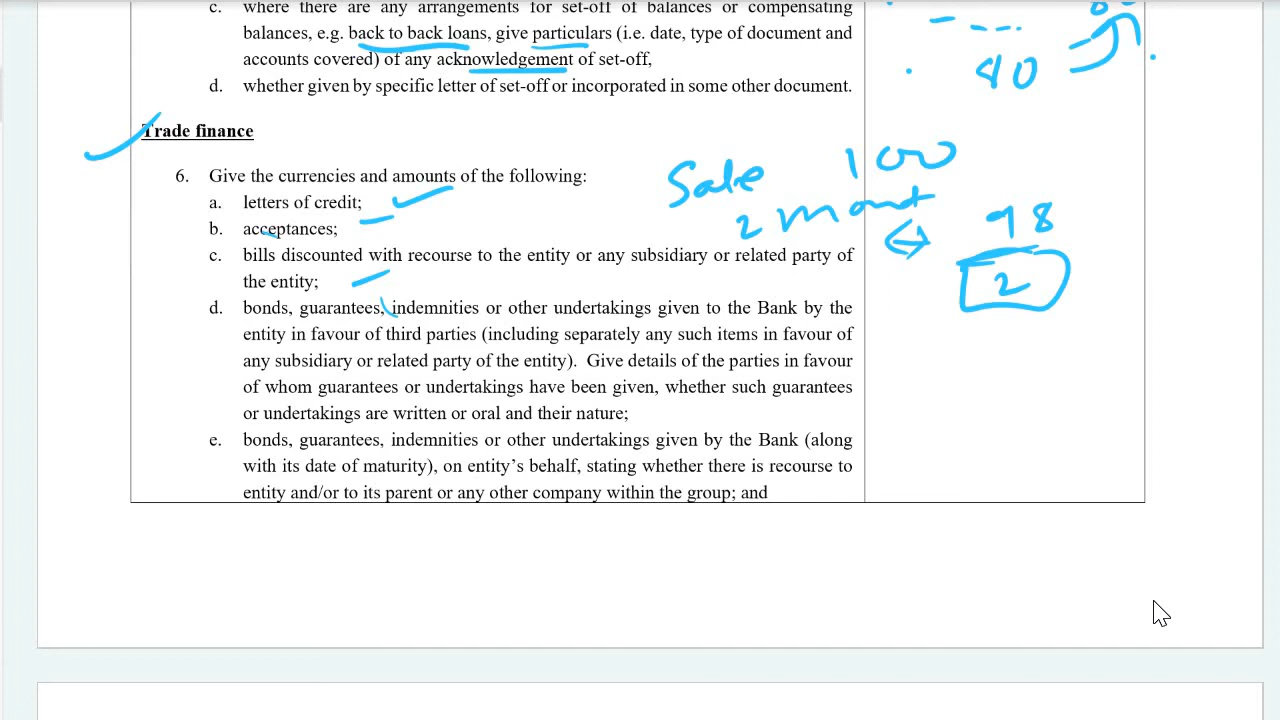 c. where there are any arrangements for set-off of balances or compensating
balances, e.g. back to back loans, give particulars (i.e. date, type of document and
accounts covered) of any acknowledgement of set-off,
40
d. whether given by specific letter of set-off or incorporated in some other document.
Trade finance
Sale 100
6. Give the currencies and amounts of the following:
a. letters of credit;
2 mont 98
b. acceptances;
c. bills discounted with recourse to the entity or any subsidiary or related party of
the entity;
2
d. bonds, guarantees, indemnities or other undertakings given to the Bank by the
entity in favour of third parties (including separately any such items in favour of
any subsidiary or related party of the entity). Give details of the parties in favour
of whom guarantees or undertakings have been given, whether such guarantees
or undertakings are written or oral and their nature;
e. bonds, guarantees, indemnities or other undertakings given by the Bank (along
with its date of maturity), on entity's behalf, stating whether there is recourse to
entity and/or to its parent or any other company within the group; and